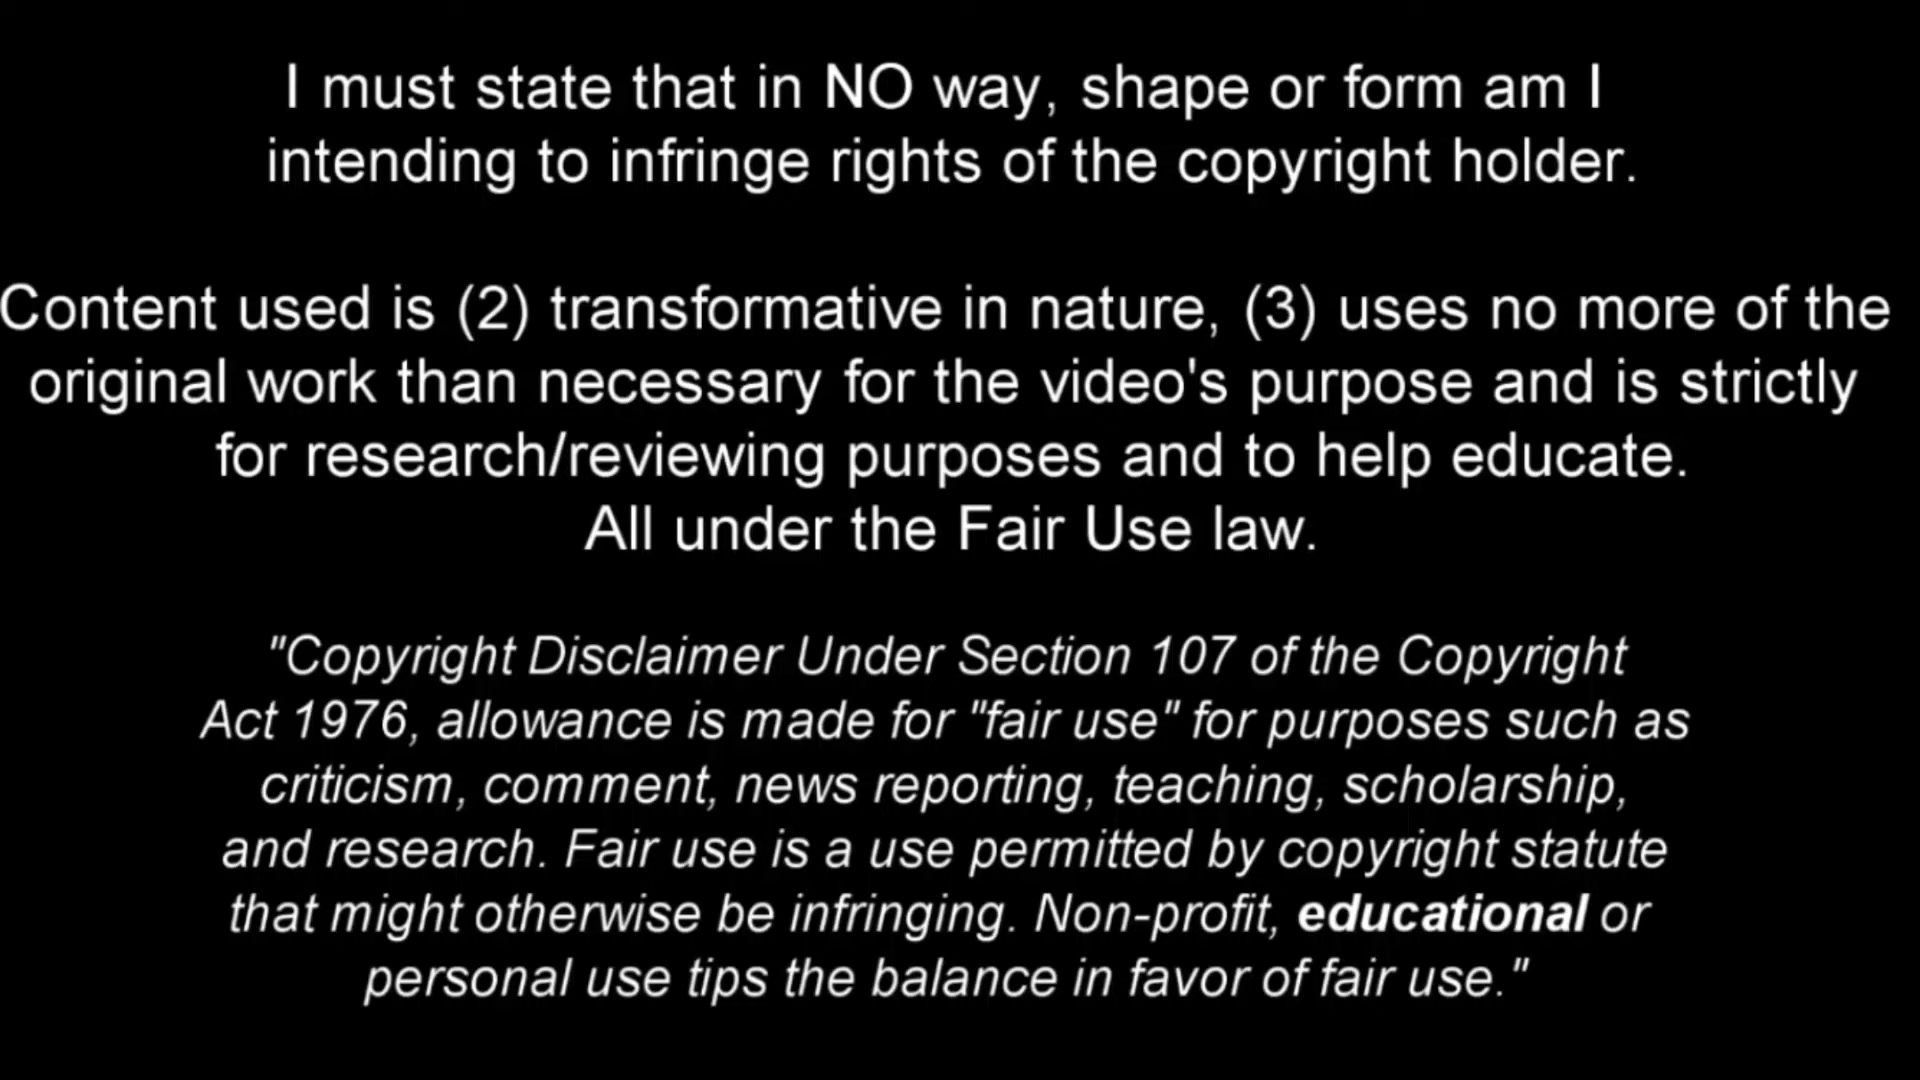 I must state that in NO way, shape or form am I
intending to infringe rights of the copyright holder.
Content used is (2) transformative in nature, (3) uses no more of the
original work than necessary for the video's purpose and is strictly
for research/reviewing purposes and to help educate.
All under the Fair Use law.
"Copyright Disclaimer Under Section 107 of the Copyright
Act 1976, allowance is made for "fair use" for purposes such as
criticism, comment, news reporting, teaching, scholarship,
and research. Fair use is a use permitted by copyright statute
that might otherwise be infringing. Non-profit, educational or
personal use tips the balance in favor of fair use."